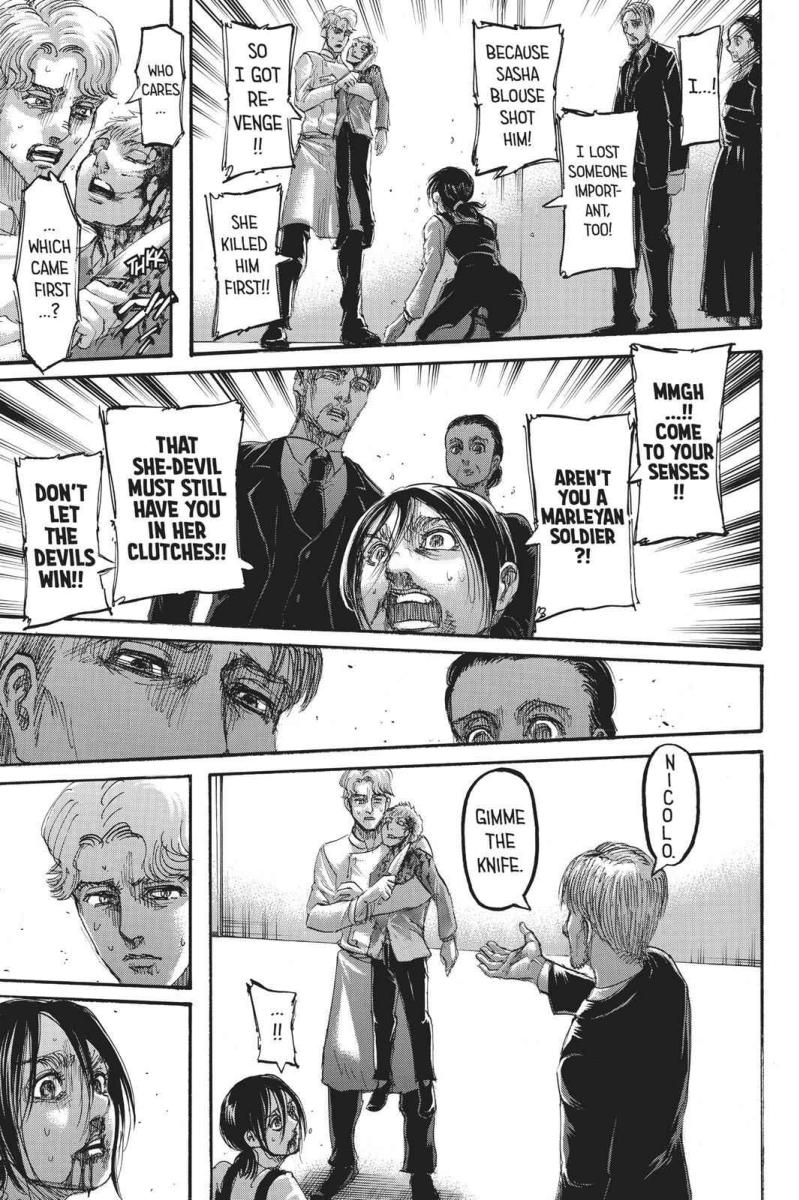 I...!
I LOST
SOMEONE
IMPORT-
ANT,
TOO!
BECAUSE
SASHA
BLOUSE
SHOT
HIM!
SO
I GOT
RE-
VENGE
!!
SHE
KILLED
HIM
FIRST!!
WHO
CARES
...
...
WHICH
CAME
FIRST
...?
THKK
MMGH
...!!
COME
TO YOUR
SENSES
!!
AREN'T
YOU A
MARLEYAN
SOLDIER
?!
THAT
SHE-DEVIL
MUST STILL
HAVE YOU
IN HER
CLUTCHES!!
DON'T
LET
THE
DEVILS
WIN!!
NICOLO.
GIMME
THE
KNIFE.
...
!!